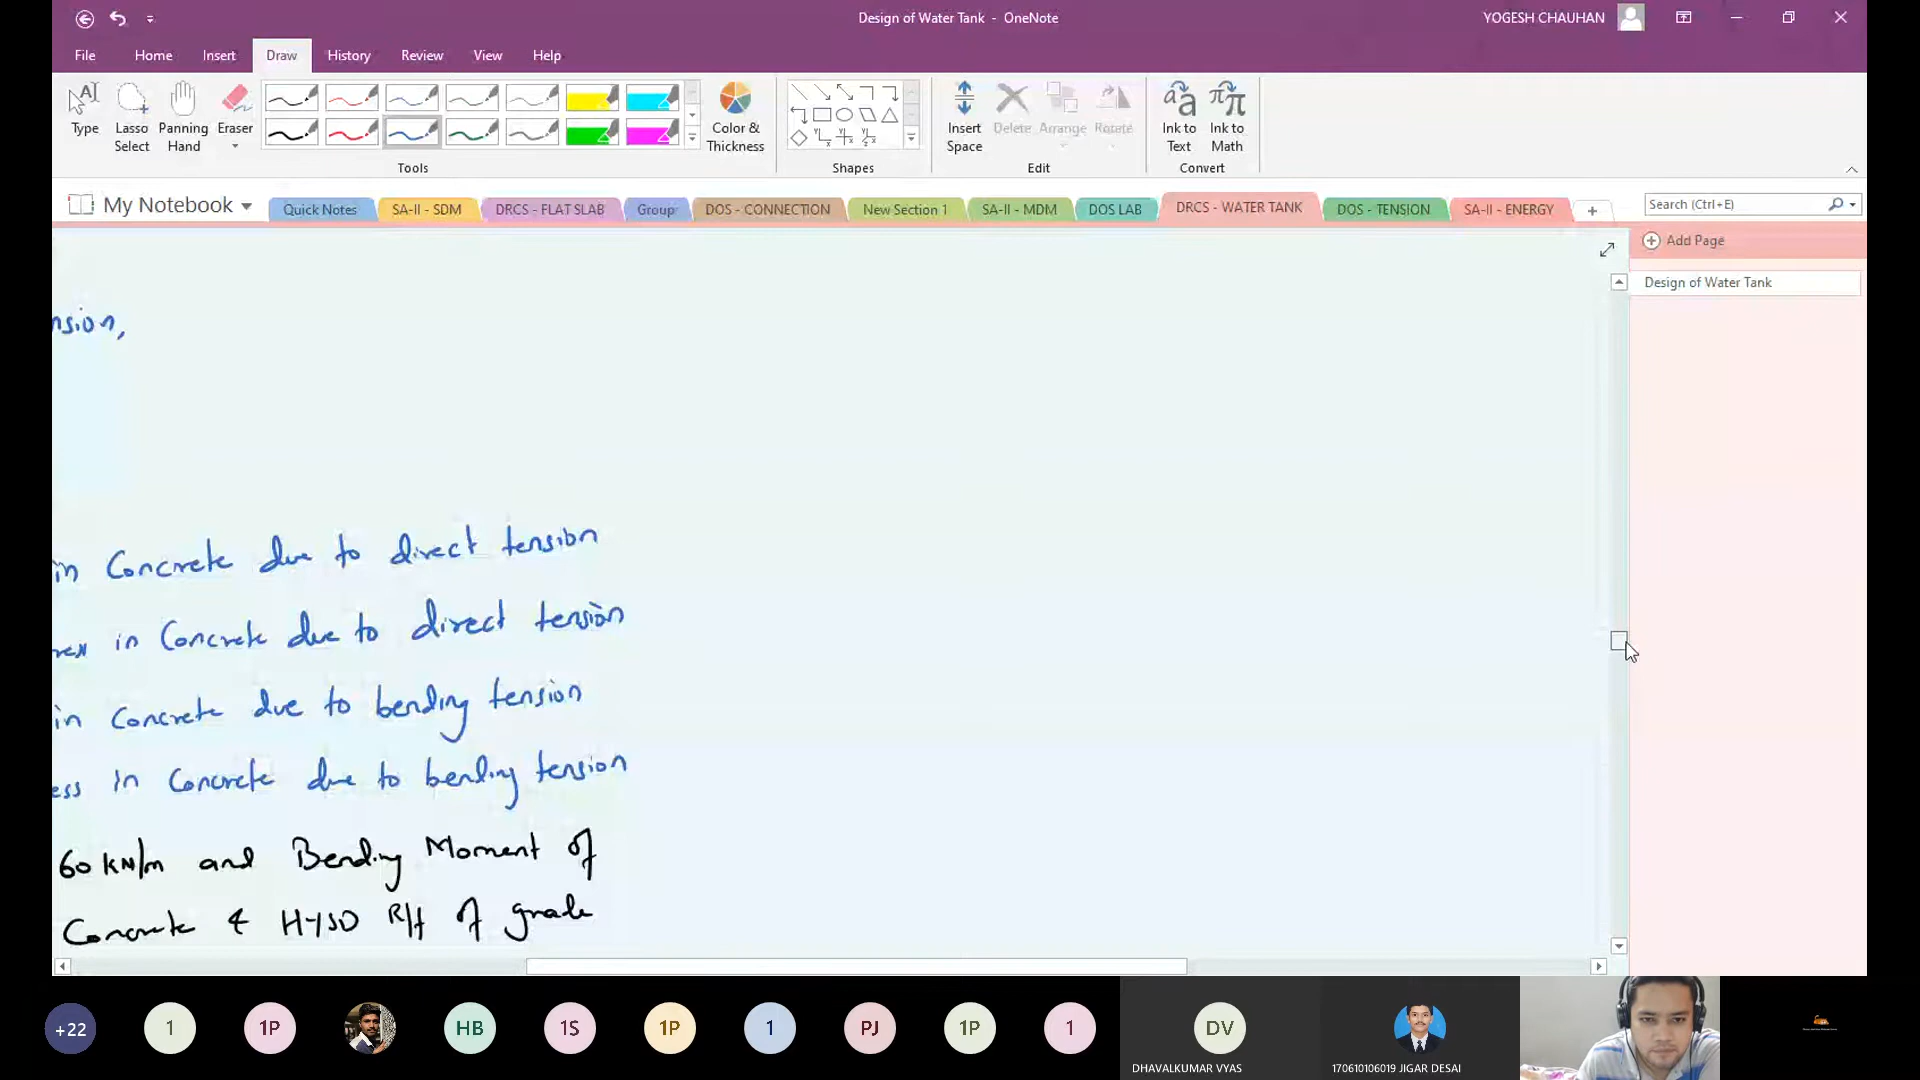 Design of Water Tank - OneNote
YOGESH CHAUHAN
File Home Insert Draw History Review View Help
Type
Lasso Select
Panning Hand
Eraser
Color & Thickness
Insert Space
Delete
Arrange
Rotate
Ink to Text
Ink to Math
Tools
Shapes
Edit
Convert
My Notebook
Quick Notes
SA-II - SDM
DRCS - FLAT SLAB
Group
DOS - CONNECTION
New Section 1
SA-II - MDM
DOS LAB
DRCS - WATER TANK
DOS - TENSION
SA-II - ENERGY
Search (Ctrl+E)
Add Page
Design of Water Tank
nsion,
in Concrete due to direct tension
in Concrete due to direct tension
in Concrete due to bending tension
ess in Concrete due to bending tension
60 kN/m and Bending Moment of
Concrete & HYSD R/f of grade
+22
1
1P
HB
1S
1P
1
PJ
1P
1
DV
DHAVALKUMAR VYAS
170610106019 JIGAR DESAI